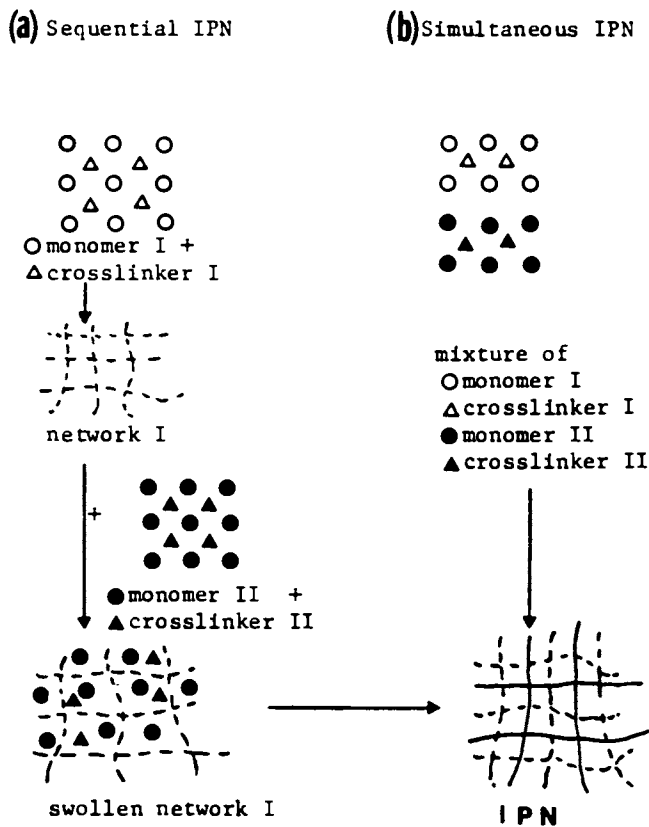 (a) Sequential IPN
monomer I +
crosslinker I
network I
+
monomer II +
crosslinker II
swollen network I
(b) Simultaneous IPN
mixture of
monomer I
crosslinker I
monomer II
crosslinker II
IPN